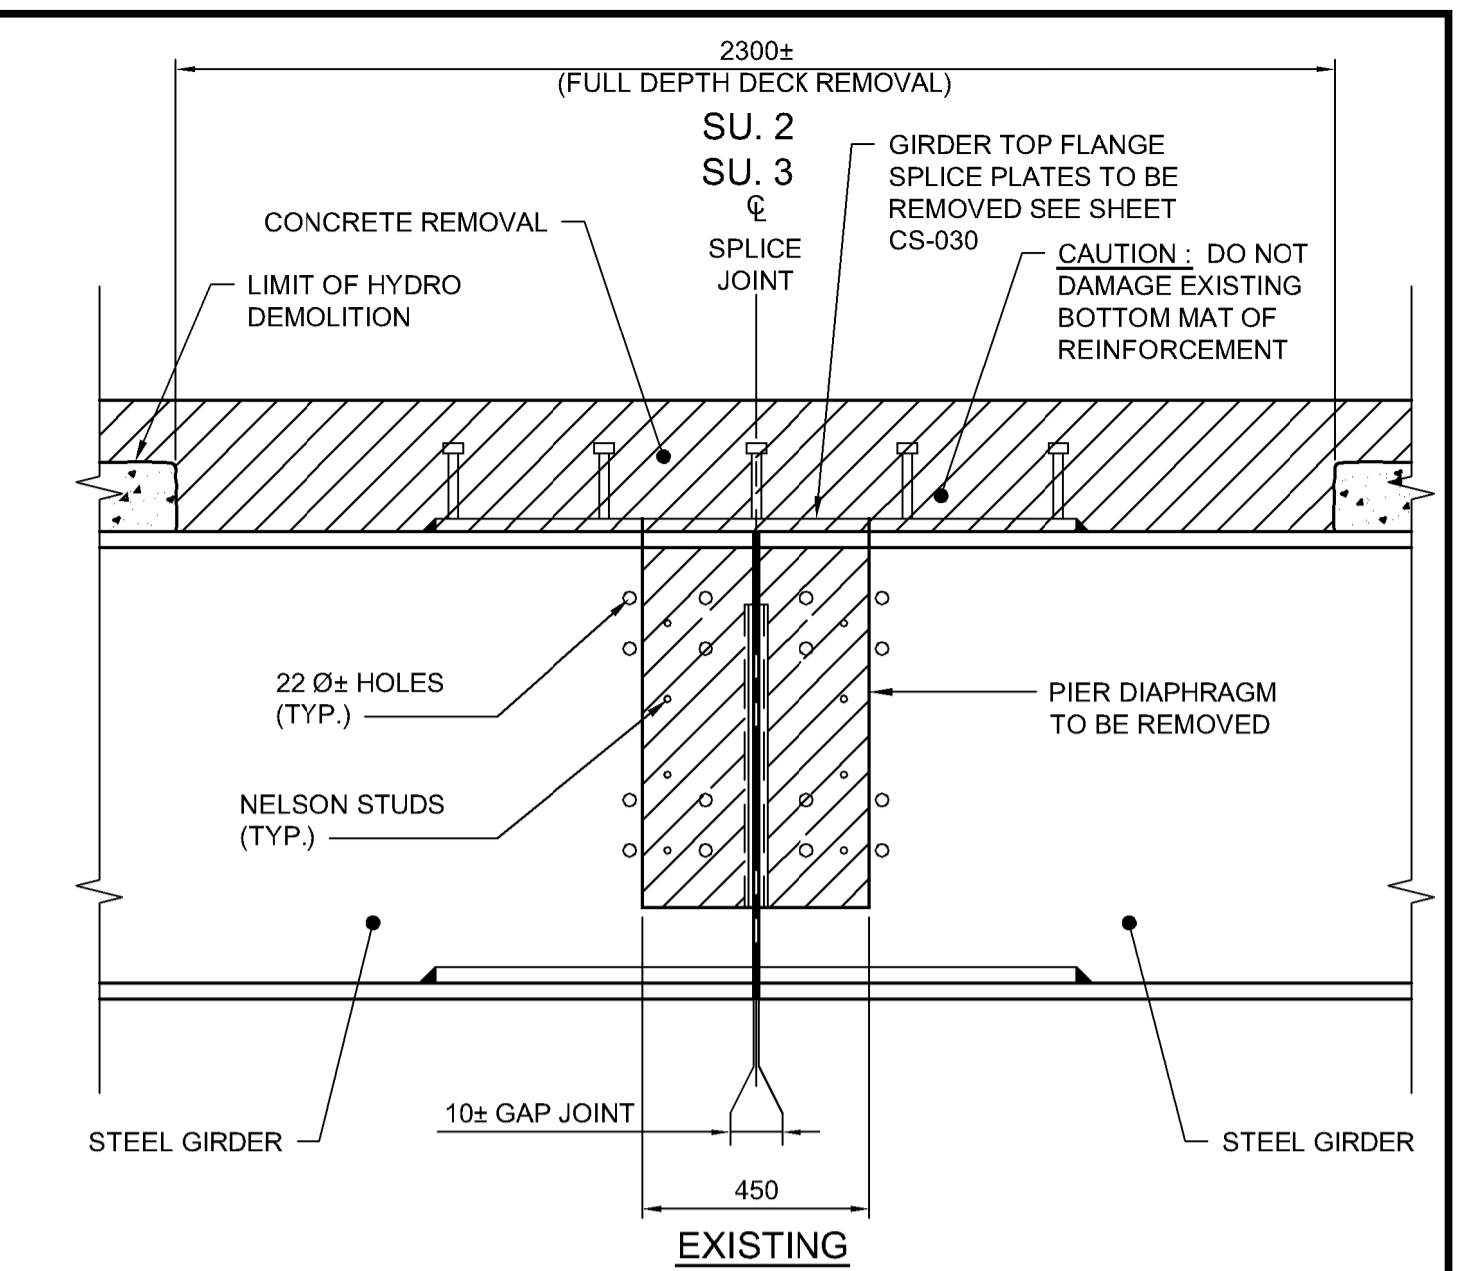 2300±
(FULL DEPTH DECK REMOVAL)
SU. 2
SU. 3
℄
SPLICE
JOINT
GIRDER TOP FLANGE
SPLICE PLATES TO BE
REMOVED SEE SHEET
CS-030
CONCRETE REMOVAL
CAUTION : DO NOT
DAMAGE EXISTING
BOTTOM MAT OF
REINFORCEMENT
LIMIT OF HYDRO
DEMOLITION
22 Ø± HOLES
(TYP.)
PIER DIAPHRAGM
TO BE REMOVED
NELSON STUDS
(TYP.)
10± GAP JOINT
STEEL GIRDER
STEEL GIRDER
450
EXISTING